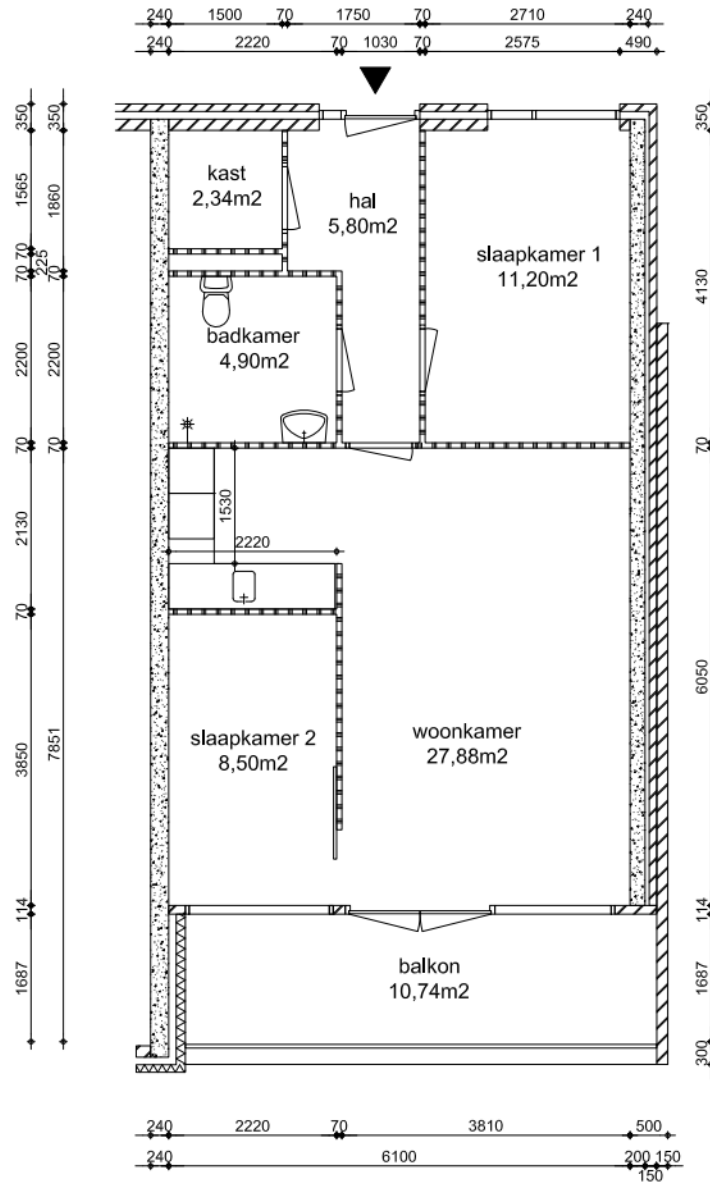 240 1500 70 1750 70 2710 240
240 2220 70 1030 70 2575 490
350
350
350
kast
2,34m2
hal
5,80m2
slaapkamer 1
11,20m2
1565
1860
4130
70
225
70
70
badkamer
4,90m2
2200
2200
70
70
70
1530
2130
2220
70
6050
slaapkamer 2
8,50m2
woonkamer
27,88m2
3850
7851
114
114
balkon
10,74m2
1687
1687
300
240 2220 70 3810 500
240 6100 200 150
150